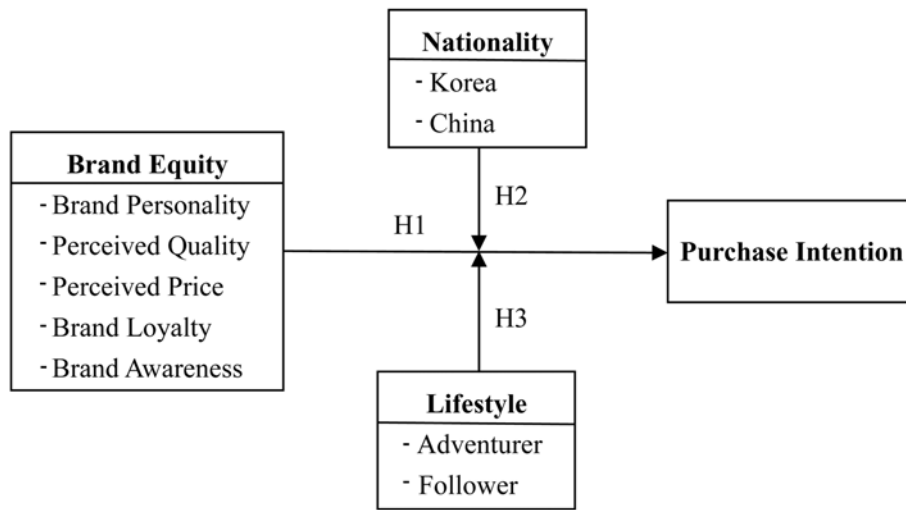 Nationality
- Korea
- China
Brand Equity
- Brand Personality
- Perceived Quality
- Perceived Price
- Brand Loyalty
- Brand Awareness
H1
H2
Purchase Intention
H3
Lifestyle
- Adventurer
- Follower